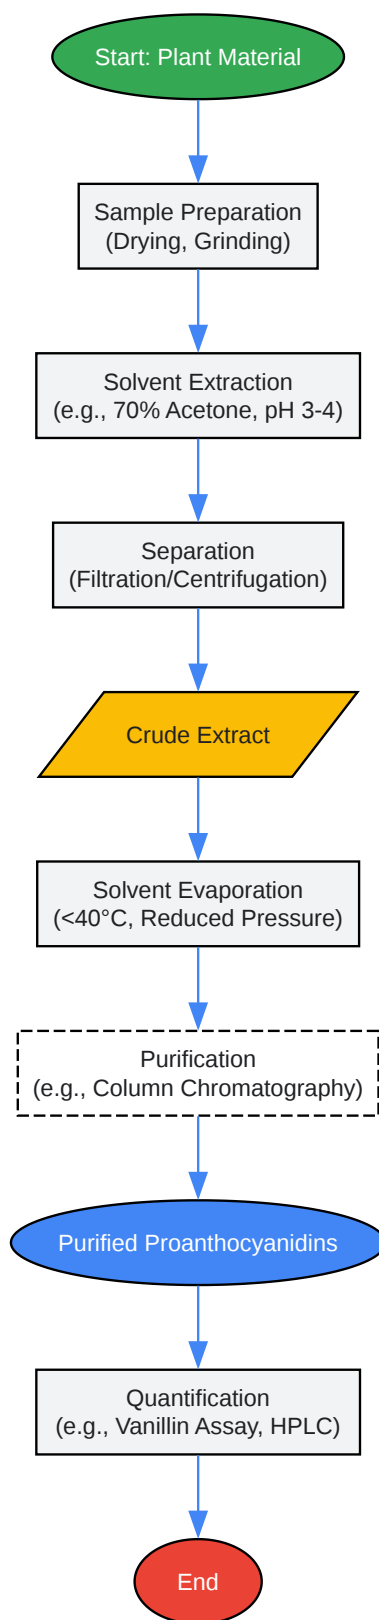 Start: Plant Material
Sample Preparation
(Drying, Grinding)
Solvent Extraction
(e.g., 70% Acetone, pH 3-4)
Separation
(Filtration/Centrifugation)
Crude Extract
Solvent Evaporation
(<40°C, Reduced Pressure)
Purification
(e.g., Column Chromatography)
Purified Proanthocyanidins
Quantification
(e.g., Vanillin Assay, HPLC)
End